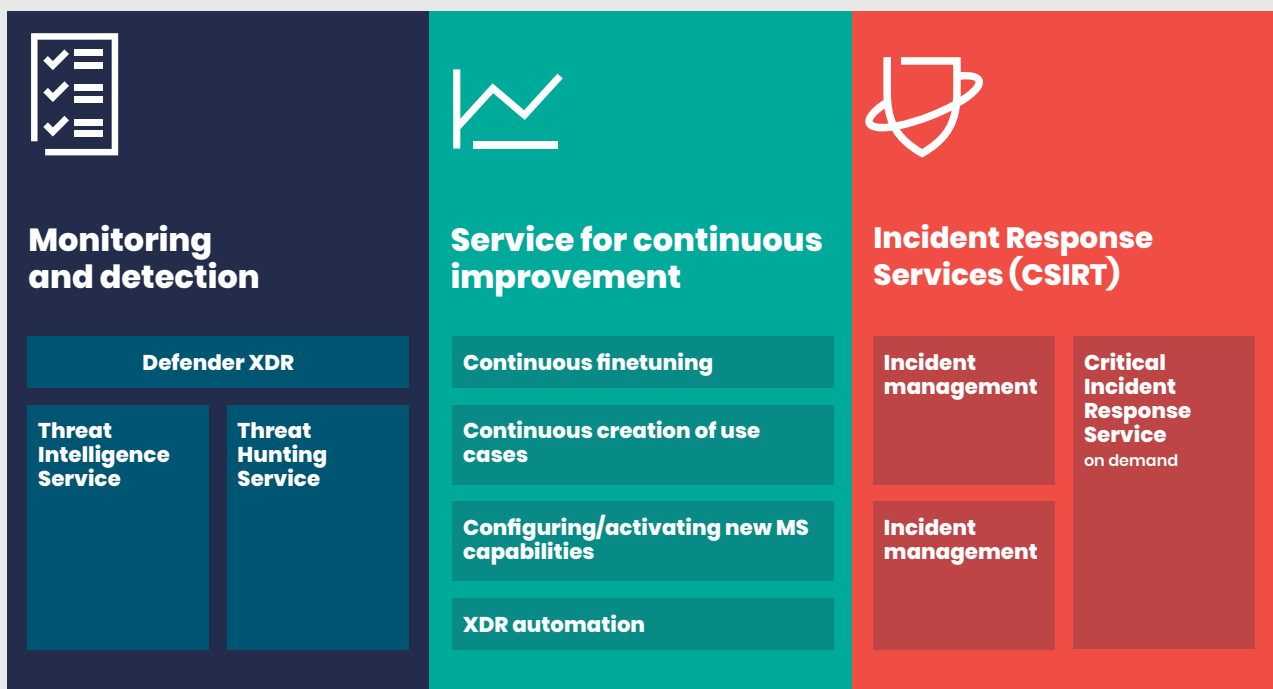 Monitoring
and detection
Defender XDR
Threat
Intelligence
Service
Threat
Hunting
Service
Service for continuous
improvement
Continuous finetuning
Continuous creation of use
cases
Configuring/activating new MS
capabilities
XDR automation
Incident Response
Services (CSIRT)
Incident
management
Incident
management
Critical
Incident
Response
Service
on demand